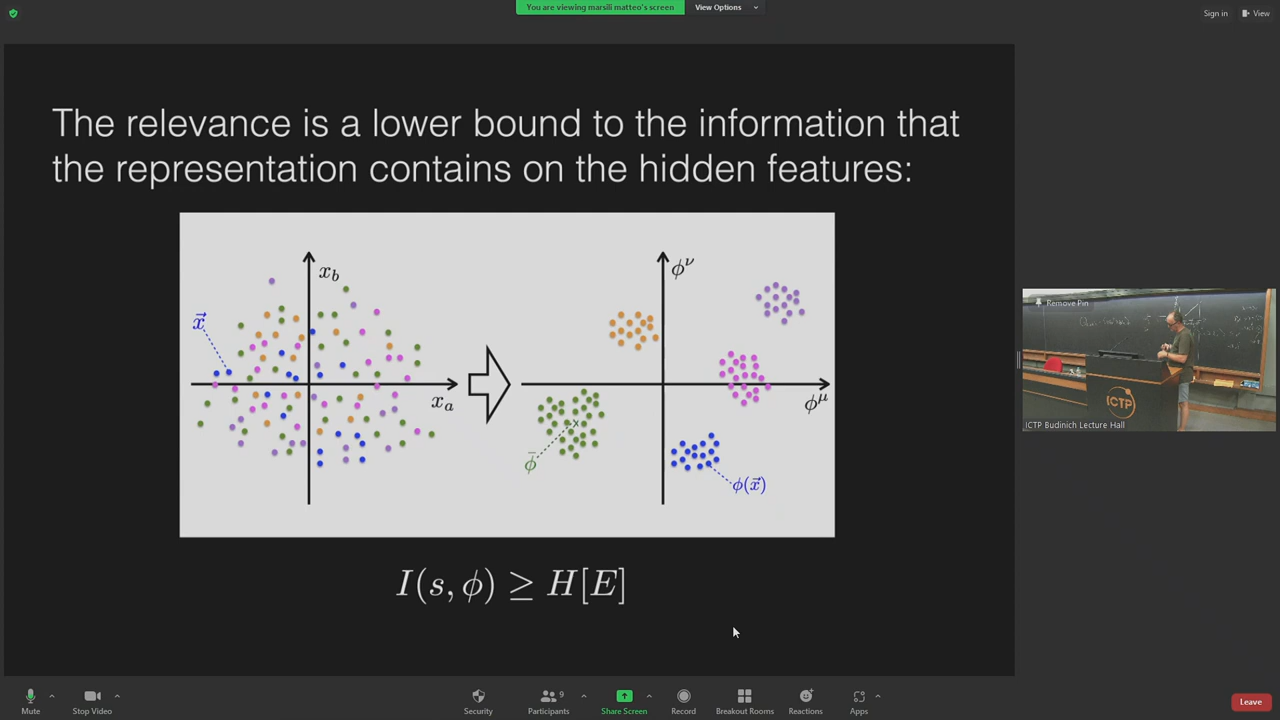 You are viewing marsili matteo's screen
View Options
Sign in
View
The relevance is a lower bound to the information that
the representation contains on the hidden features:
x_b
φ^ν
x⃗
x_a
φ^μ
φ̄
φ(x⃗)
I(s, φ) ≥ H[E]
Remove Pin
ICTP
ICTP Budinich Lecture Hall
Mute
Stop Video
Security
Participants
9
Share Screen
Record
Breakout Rooms
Reactions
Apps
Leave